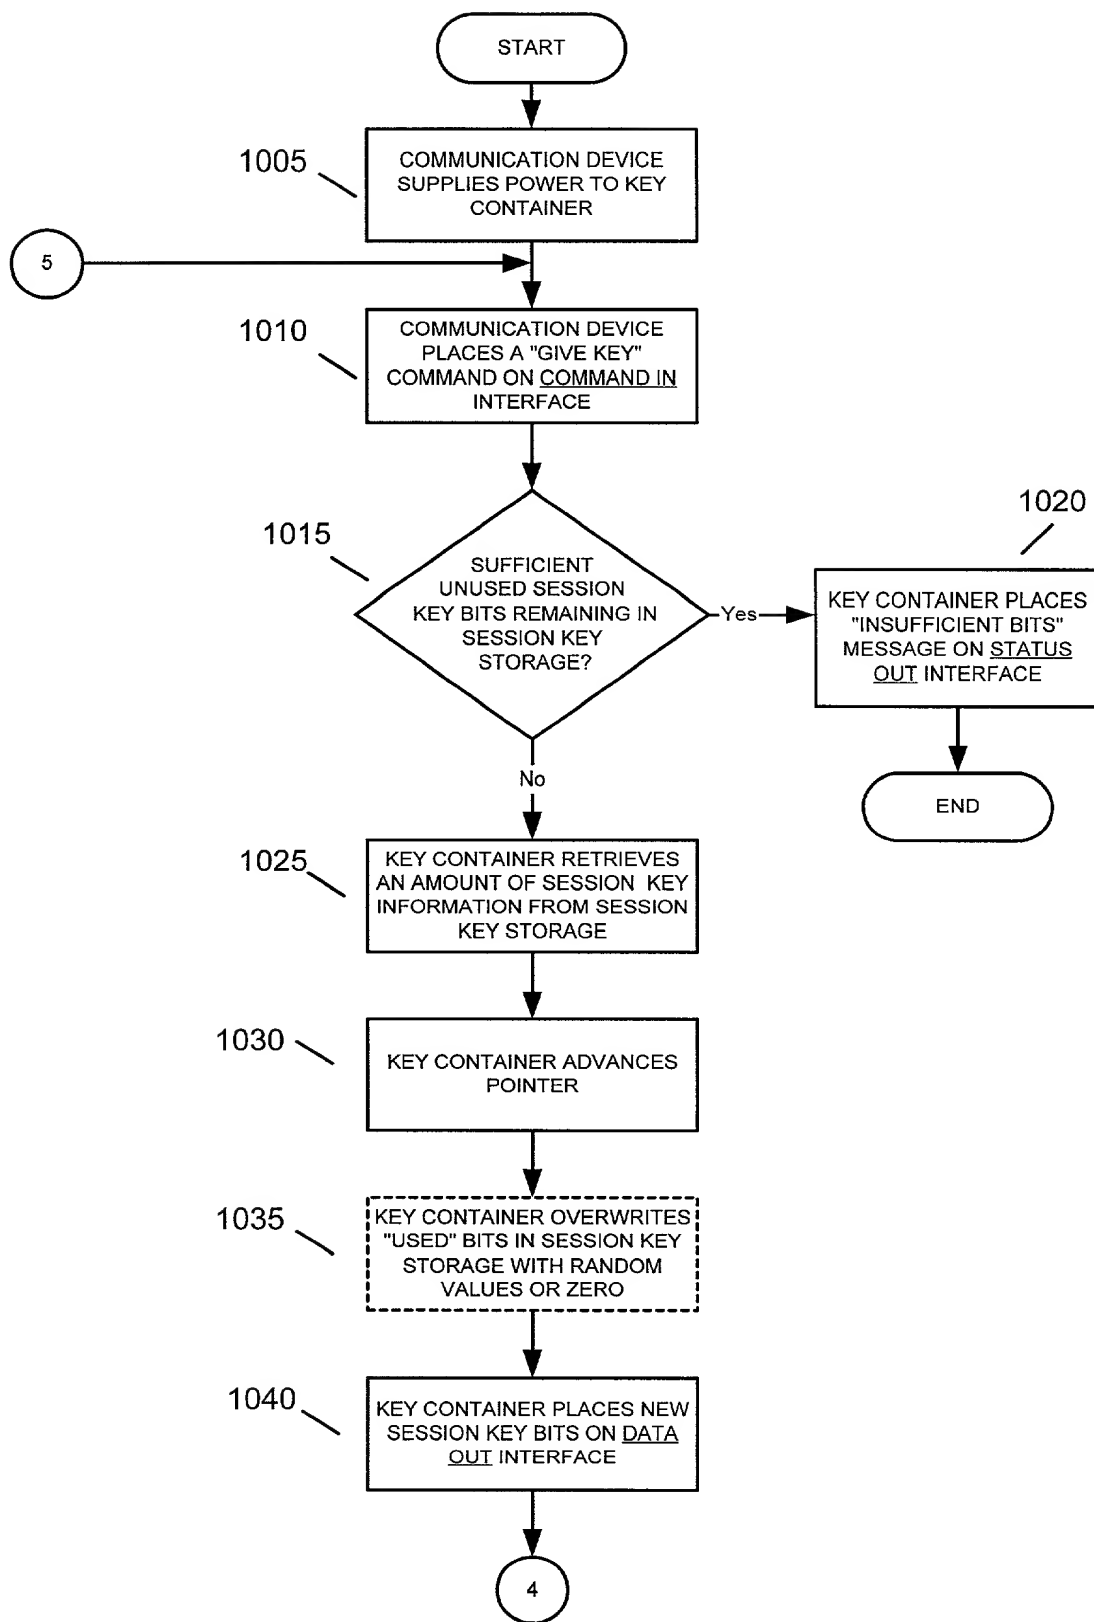 START
1005
COMMUNICATION DEVICE
SUPPLIES POWER TO KEY
CONTAINER
5
1010
COMMUNICATION DEVICE
PLACES A "GIVE KEY"
COMMAND ON COMMAND IN
INTERFACE
1015
SUFFICIENT
UNUSED SESSION
KEY BITS REMAINING IN
SESSION KEY
STORAGE?
Yes
1020
KEY CONTAINER PLACES
"INSUFFICIENT BITS"
MESSAGE ON STATUS
OUT INTERFACE
END
No
1025
KEY CONTAINER RETRIEVES
AN AMOUNT OF SESSION KEY
INFORMATION FROM SESSION
KEY STORAGE
1030
KEY CONTAINER ADVANCES
POINTER
1035
KEY CONTAINER OVERWRITES
"USED" BITS IN SESSION KEY
STORAGE WITH RANDOM
VALUES OR ZERO
1040
KEY CONTAINER PLACES NEW
SESSION KEY BITS ON DATA
OUT INTERFACE
4